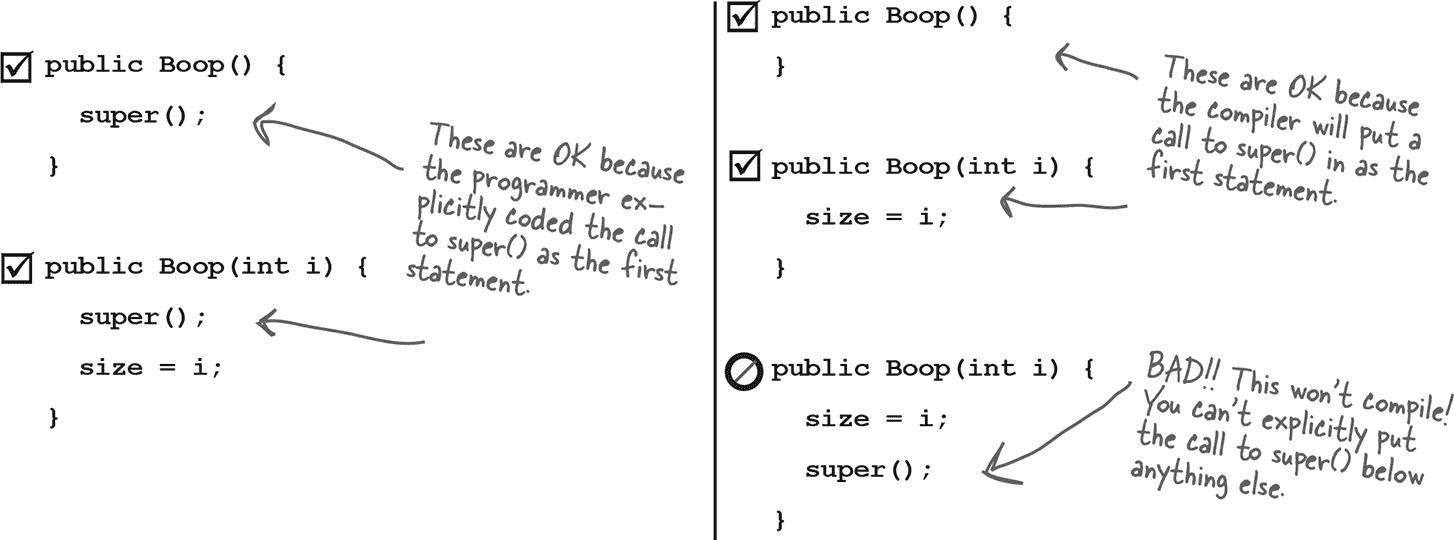 public Boop() {
super();
}
These are OK because
the programmer ex-
plicitly coded the call
to super() as the first
statement.
public Boop(int i) {
super();
size = i;
}
public Boop() {
}
These are OK because
the compiler will put a
call to super() in as the
first statement.
public Boop(int i) {
size = i;
}
public Boop(int i) {
size = i;
super();
}
BAD!! This won't compile!
You can't explicitly put
the call to super() below
anything else.